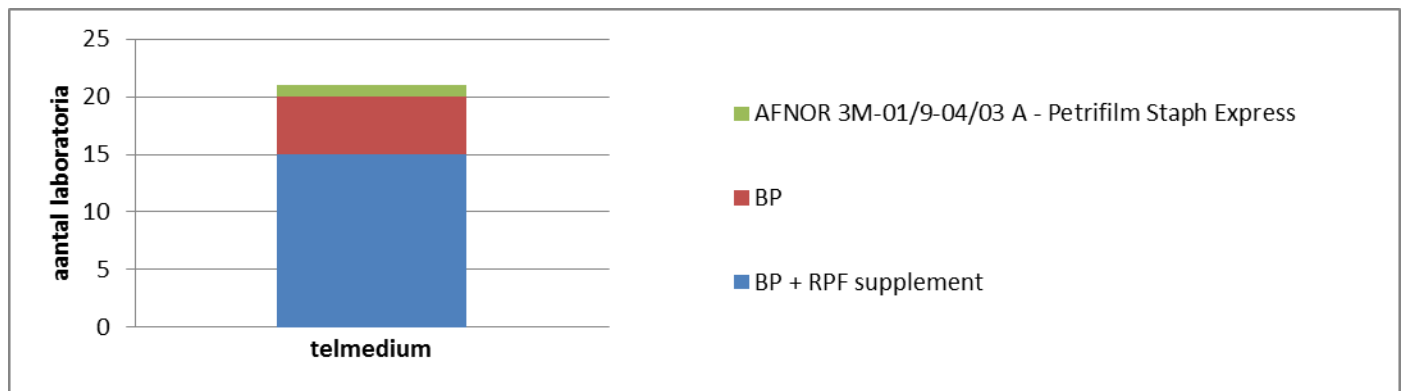 25
20
15
10
5
0
aantal laboratoria
telmedium
AFNOR 3M-01/9-04/03 A - Petrifilm Staph Express
BP
BP + RPF supplement